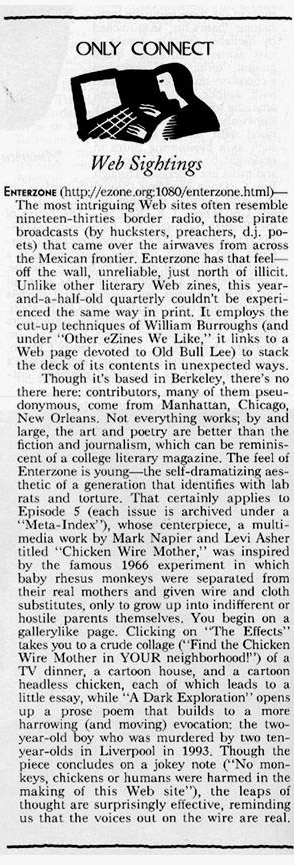 ONLY CONNECT
Web Sightings
ENTERZONE (http://ezone.org:1080/enterzone.html)—
The most intriguing Web sites often resemble
nineteen-thirties border radio, those pirate
broadcasts (by hucksters, preachers, d.j. po-
ets) that came over the airwaves from across
the Mexican frontier. Enterzone has that feel—
off the wall, unreliable, just north of illicit.
Unlike other literary Web zines, this year-
and-a-half-old quarterly couldn't be experi-
enced the same way in print. It employs the
cut-up techniques of William Burroughs (and
under "Other eZines We Like," it links to a
Web page devoted to Old Bull Lee) to stack
the deck of its contents in unexpected ways.
Though it's based in Berkeley, there's no
there here: contributors, many of them pseu-
donymous, come from Manhattan, Chicago,
New Orleans. Not everything works; by and
large, the art and poetry are better than the
fiction and journalism, which can be reminis-
cent of a college literary magazine. The feel of
Enterzone is young—the self-dramatizing aes-
thetic of a generation that identifies with lab
rats and torture. That certainly applies to
Episode 5 (each issue is archived under a
"Meta-Index"), whose centerpiece, a multi-
media work by Mark Napier and Levi Asher
titled "Chicken Wire Mother," was inspired
by the famous 1966 experiment in which
baby rhesus monkeys were separated from
their real mothers and given wire and cloth
substitutes, only to grow up into indifferent or
hostile parents themselves. You begin on a
gallerylike page. Clicking on "The Effects"
takes you to a crude collage ("Find the Chicken
Wire Mother in YOUR neighborhood!") of a
TV dinner, a cartoon house, and a cartoon
headless chicken, each of which leads to a
little essay, while "A Dark Exploration" opens
up a prose poem that builds to a more
harrowing (and moving) evocation: the two-
year-old boy who was murdered by two ten-
year-olds in Liverpool in 1993. Though the
piece concludes on a jokey note ("No mon-
keys, chickens or humans were harmed in the
making of this Web site"), the leaps of
thought are surprisingly effective, reminding
us that the voices out on the wire are real.